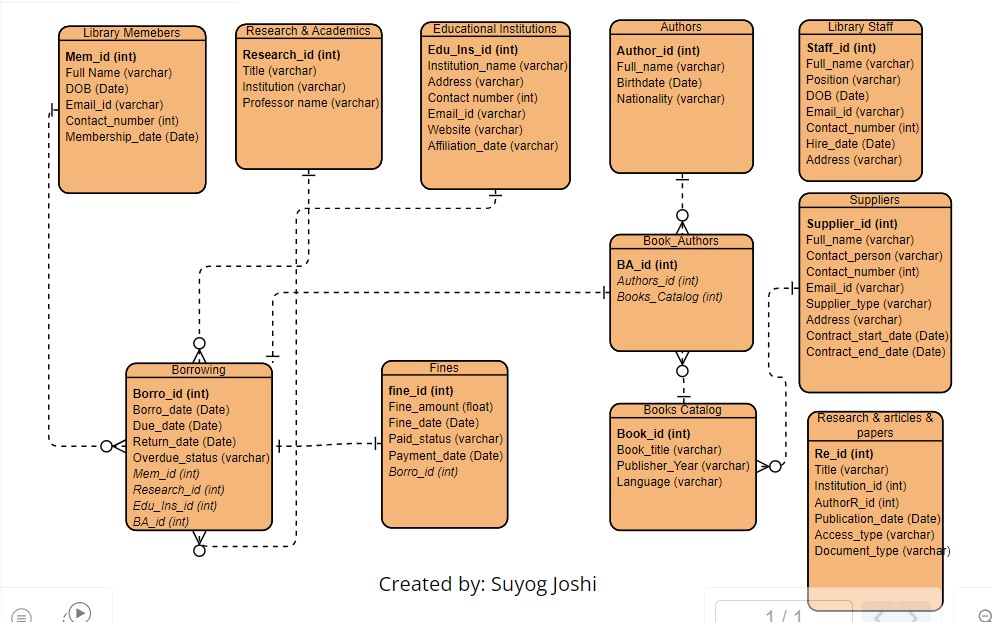 Library Memebers
Mem_id (int)
Full Name (varchar)
DOB (Date)
Email_id (varchar)
Contact_number (int)
Membership_date (Date)
Research & Academics
Research_id (int)
Title (varchar)
Institution (varchar)
Professor name (varchar)
Educational Institutions
Edu_Ins_id (int)
Institution_name (varchar)
Address (varchar)
Contact number (int)
Email_id (varchar)
Website (varchar)
Affiliation_date (varchar)
Authors
Author_id (int)
Full_name (varchar)
Birthdate (Date)
Nationality (varchar)
Library Staff
Staff_id (int)
Full_name (varchar)
Position (varchar)
DOB (Date)
Email_id (varchar)
Contact_number (int)
Hire_date (Date)
Address (varchar)
Suppliers
Supplier_id (int)
Full_name (varchar)
Contact_person (varchar)
Contact_number (int)
Email_id (varchar)
Supplier_type (varchar)
Address (varchar)
Contract_start_date (Date)
Contract_end_date (Date)
Book_Authors
BA_id (int)
Authors_id (int)
Books_Catalog (int)
Borrowing
Borro_id (int)
Borro_date (Date)
Due_date (Date)
Return_date (Date)
Overdue_status (varchar)
Mem_id (int)
Research_id (int)
Edu_Ins_id (int)
BA_id (int)
Fines
fine_id (int)
Fine_amount (float)
Fine_date (Date)
Paid_status (varchar)
Payment_date (Date)
Borro_id (int)
Books Catalog
Book_id (int)
Book_title (varchar)
Publisher_Year (varchar)
Language (varchar)
Research & articles &
papers
Re_id (int)
Title (varchar)
Institution_id (int)
AuthorR_id (int)
Publication_date (Date)
Access_type (varchar)
Document_type (varchar)
Created by: Suyog Joshi
1 / 1